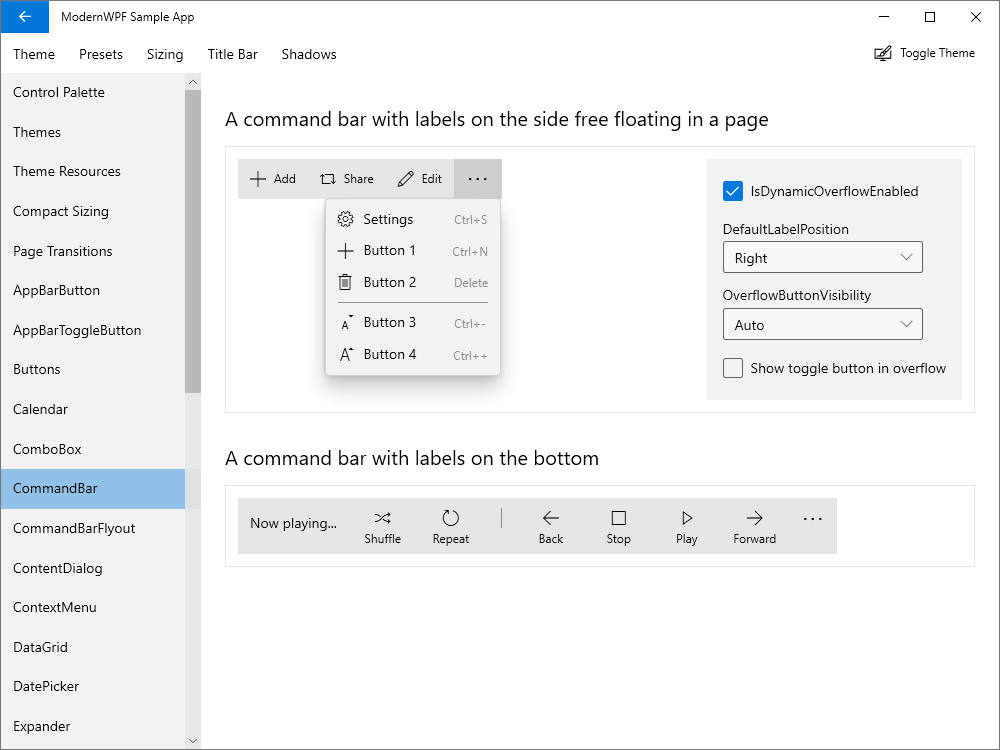 ModernWPF Sample App
Theme Presets Sizing Title Bar Shadows Toggle Theme
Control Palette
Themes
Theme Resources
Compact Sizing
Page Transitions
AppBarButton
AppBarToggleButton
Buttons
Calendar
ComboBox
CommandBar
CommandBarFlyout
ContentDialog
ContextMenu
DataGrid
DatePicker
Expander
A command bar with labels on the side free floating in a page
Add Share Edit
Settings Ctrl+S
Button 1 Ctrl+N
Button 2 Delete
Button 3 Ctrl+-
Button 4 Ctrl++
IsDynamicOverflowEnabled
DefaultLabelPosition
Right
OverflowButtonVisibility
Auto
Show toggle button in overflow
A command bar with labels on the bottom
Now playing...
Shuffle Repeat Back Stop Play Forward